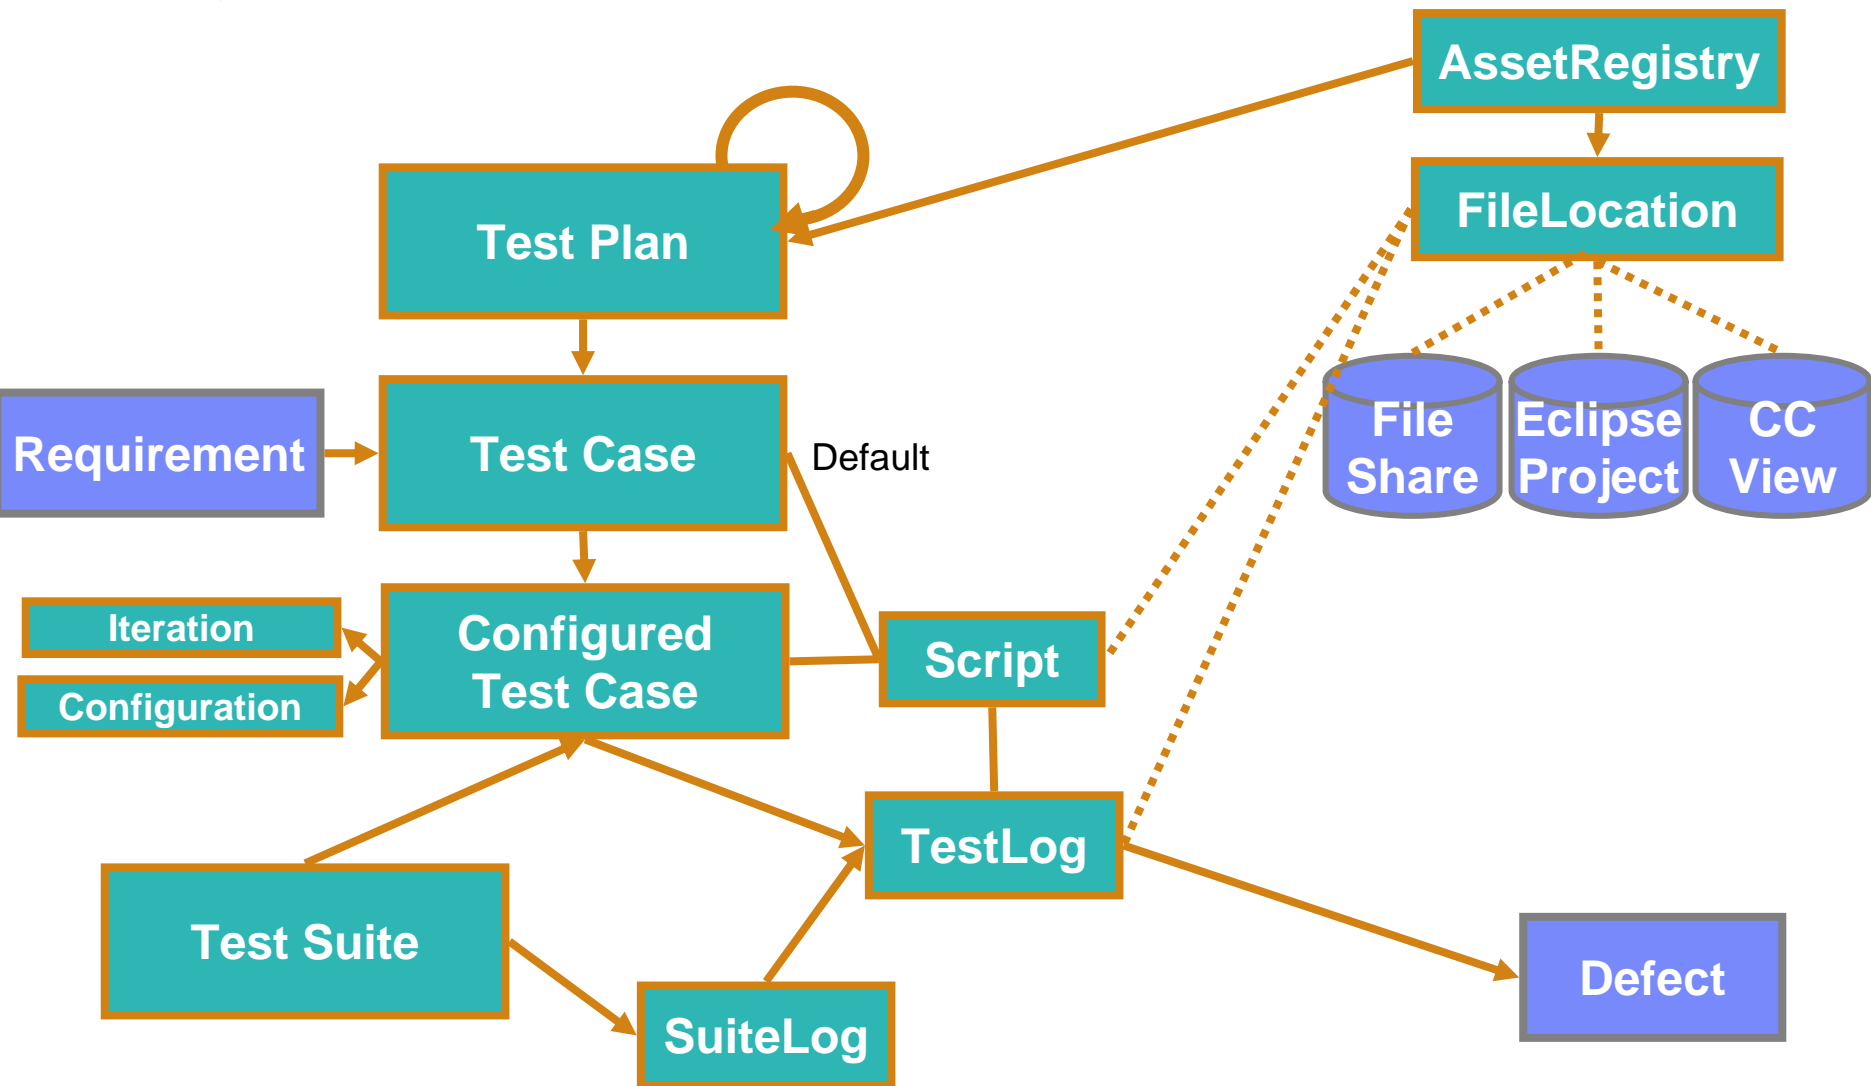 AssetRegistry
FileLocation
Test Plan
Requirement
Test Case
Default
File
Share
Eclipse
Project
CC
View
Iteration
Configuration
Configured
Test Case
Script
TestLog
Test Suite
SuiteLog
Defect